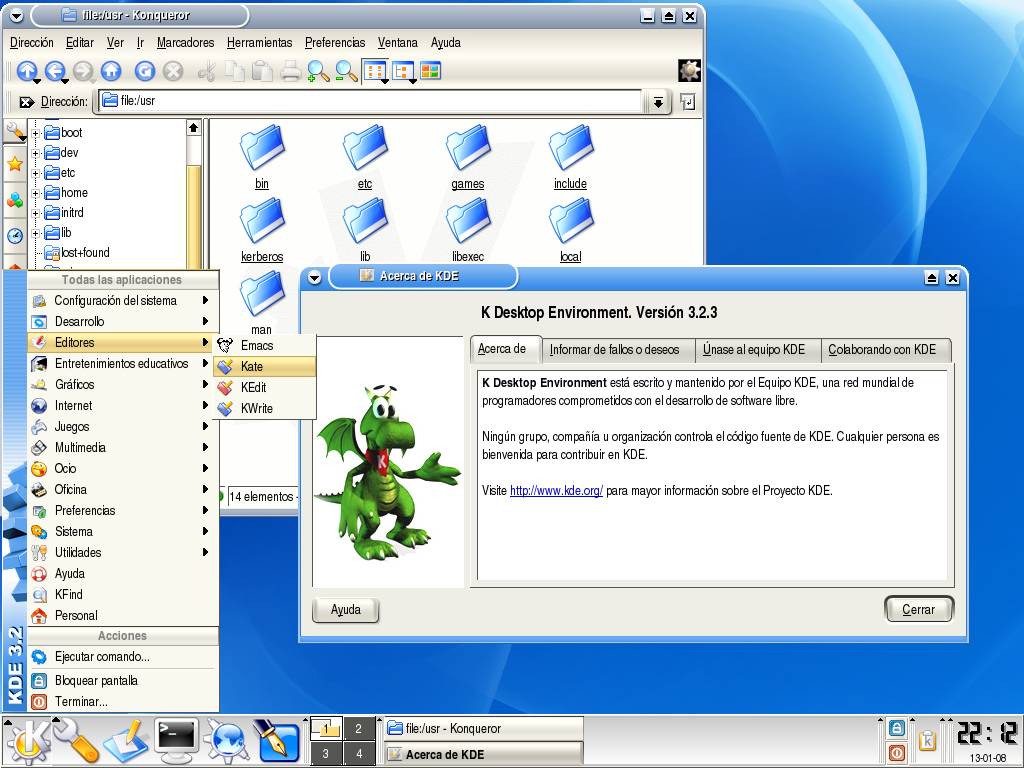 file:/usr - Konqueror
Dirección Editar Ver Ir Marcadores Herramientas Preferencias Ventana Ayuda
Dirección: file:/usr
boot
dev
etc
home
initrd
lib
lost+found
bin etc games include
kerberos lib libexec local
man
14 elementos -
Todas las aplicaciones
Configuración del sistema
Desarrollo
Editores
Entretenimientos educativos
Gráficos
Internet
Juegos
Multimedia
Ocio
Oficina
Preferencias
Sistema
Utilidades
Ayuda
KFind
Personal
Acciones
Ejecutar comando...
Bloquear pantalla
Terminar...
KDE 3.2
Emacs
Kate
KEdit
KWrite
Acerca de KDE
K Desktop Environment. Versión 3.2.3
Acerca de Informar de fallos o deseos Únase al equipo KDE Colaborando con KDE
K Desktop Environment está escrito y mantenido por el Equipo KDE, una red mundial de
programadores comprometidos con el desarrollo de software libre.
Ningún grupo, compañía u organización controla el código fuente de KDE. Cualquier persona es
bienvenida para contribuir en KDE.
Visite http://www.kde.org/ para mayor información sobre el Proyecto KDE.
K
Ayuda Cerrar
1 2
3 4
file:/usr - Konqueror
Acerca de KDE
22:12
13-01-08